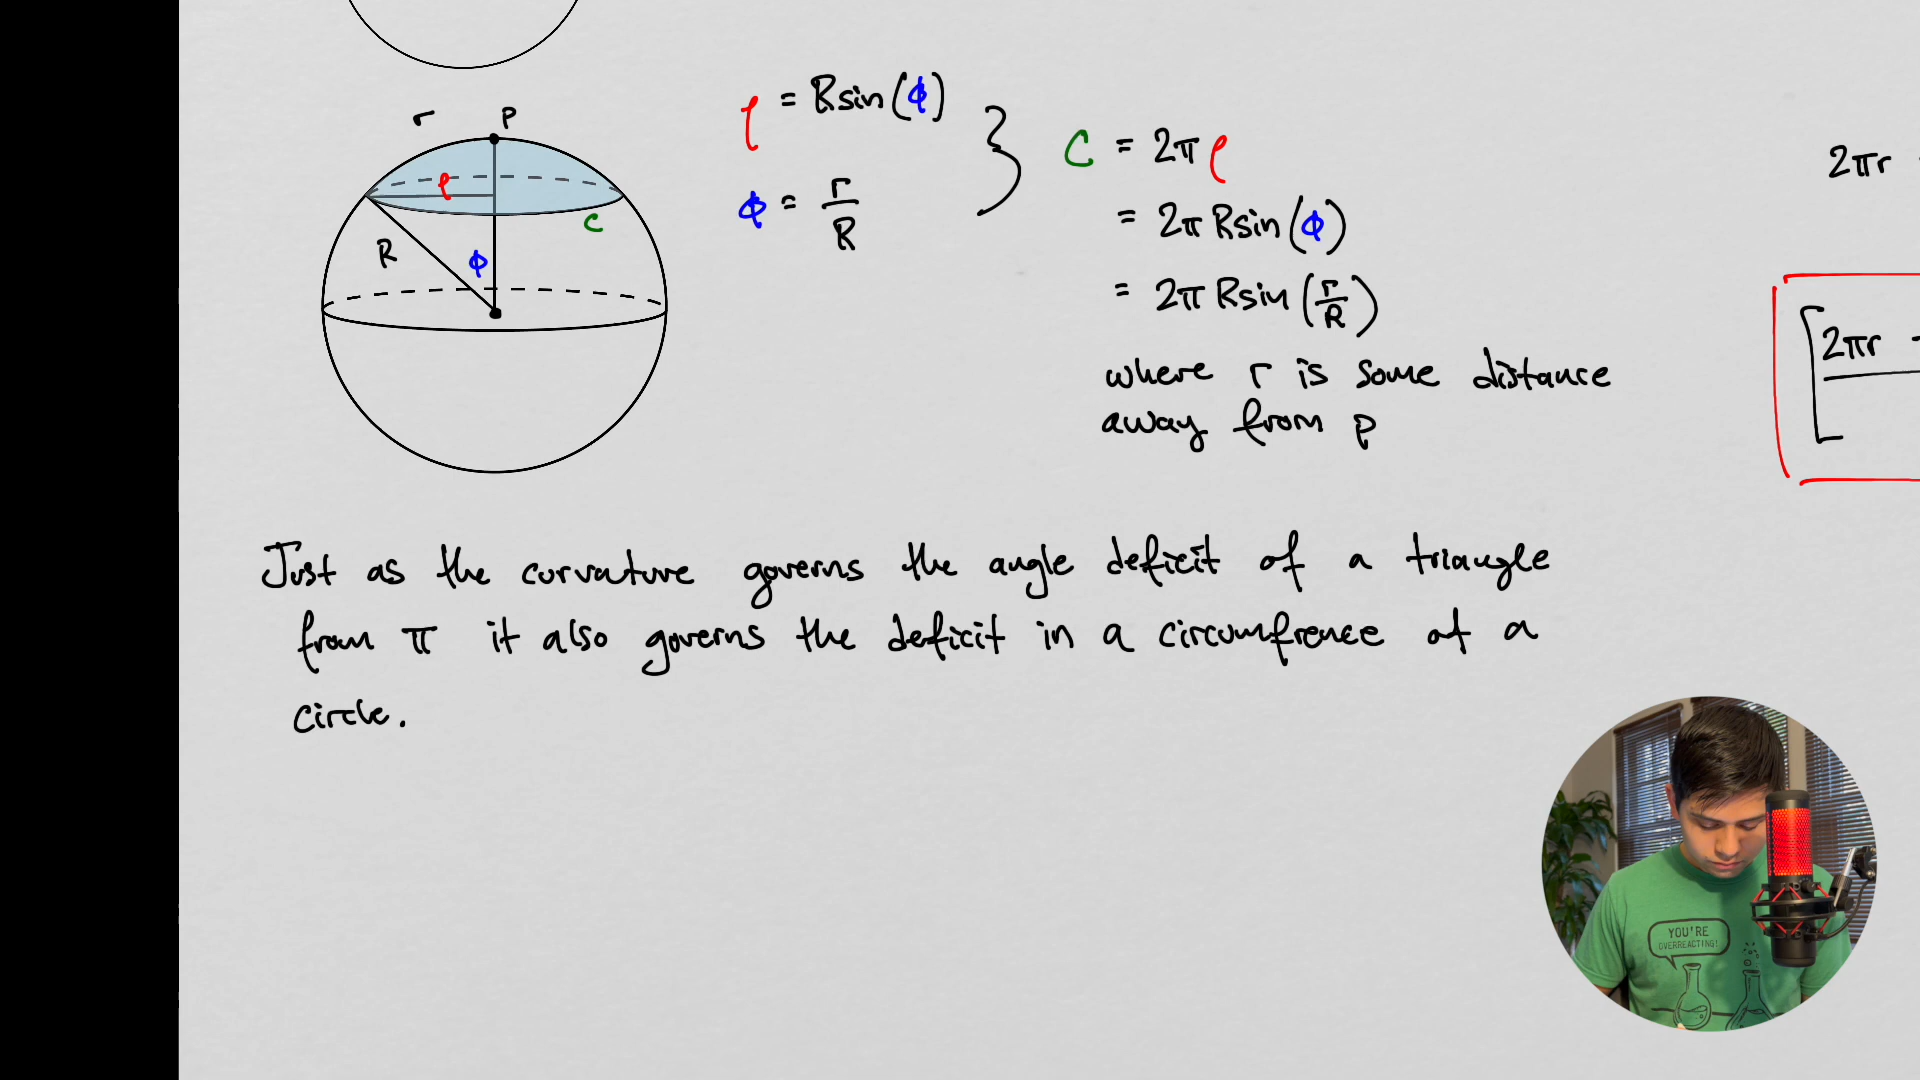 r P
ρ
C
R
ϕ
ρ = Rsin(ϕ)
ϕ = r/R
C = 2πρ
= 2πRsin(ϕ)
= 2πRsin(r/R)
where r is some distance
away from p
2πr
2πr
Just as the curvature governs the angle deficit of a triangle
from π it also governs the deficit in a circumfrence of a
circle.
YOU'RE
OVERREACTING!